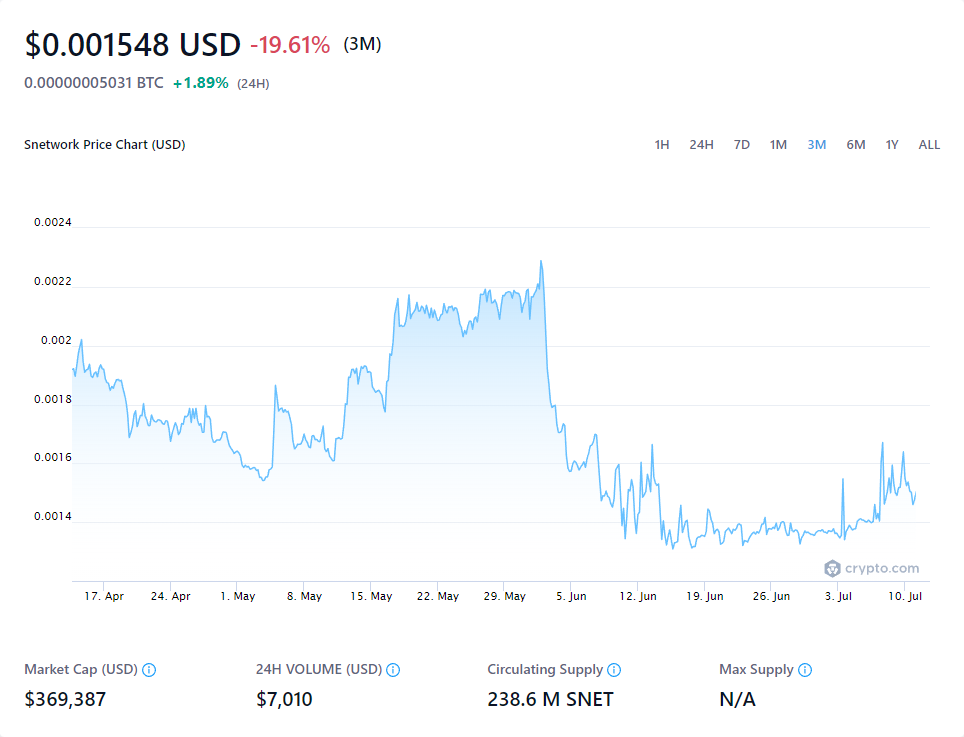 $0.001548 USD -19.61% (3M)
0.00000005031 BTC +1.89% (24H)
Snetwork Price Chart (USD) 1H 24H 7D 1M 3M 6M 1Y ALL
0.0024
0.0022
0.002
0.0018
0.0016
0.0014
crypto.com
17. Apr 24. Apr 1. May 8. May 15. May 22. May 29. May 5. Jun 12. Jun 19. Jun 26. Jun 3. Jul 10. Jul
Market Cap (USD) 24H VOLUME (USD) Circulating Supply Max Supply
$369,387 $7,010 238.6 M SNET N/A